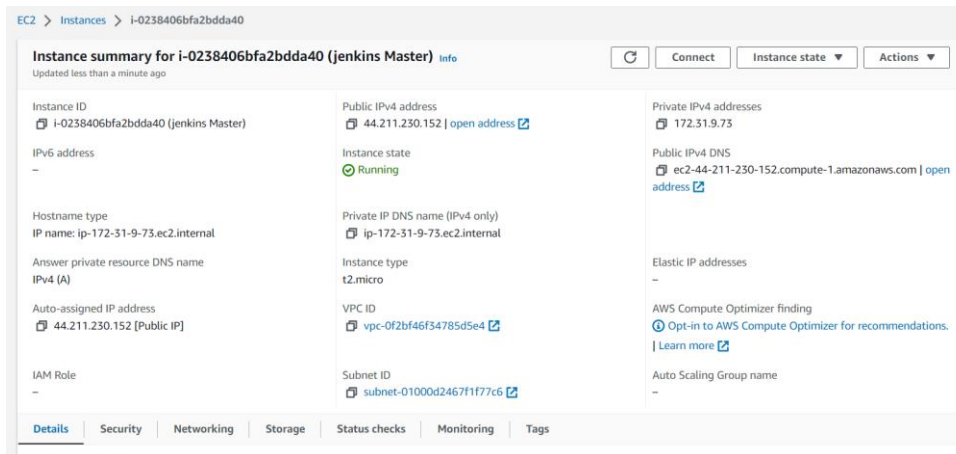 EC2 > Instances > i-0238406bfa2bdda40
Instance summary for i-0238406bfa2bdda40 (jenkins Master) Info
Updated less than a minute ago
Connect
Instance state
Actions
Instance ID
i-0238406bfa2bdda40 (jenkins Master)
Public IPv4 address
44.211.230.152 | open address
Private IPv4 addresses
172.31.9.73
IPv6 address
–
Instance state
Running
Public IPv4 DNS
ec2-44-211-230-152.compute-1.amazonaws.com | open
address
Hostname type
IP name: ip-172-31-9-73.ec2.internal
Private IP DNS name (IPv4 only)
ip-172-31-9-73.ec2.internal
Answer private resource DNS name
IPv4 (A)
Instance type
t2.micro
Elastic IP addresses
–
Auto-assigned IP address
44.211.230.152 [Public IP]
VPC ID
vpc-0f2bf46f34785d5e4
AWS Compute Optimizer finding
Opt-in to AWS Compute Optimizer for recommendations.
| Learn more
IAM Role
–
Subnet ID
subnet-01000d2467f1f77c6
Auto Scaling Group name
–
Details
Security
Networking
Storage
Status checks
Monitoring
Tags